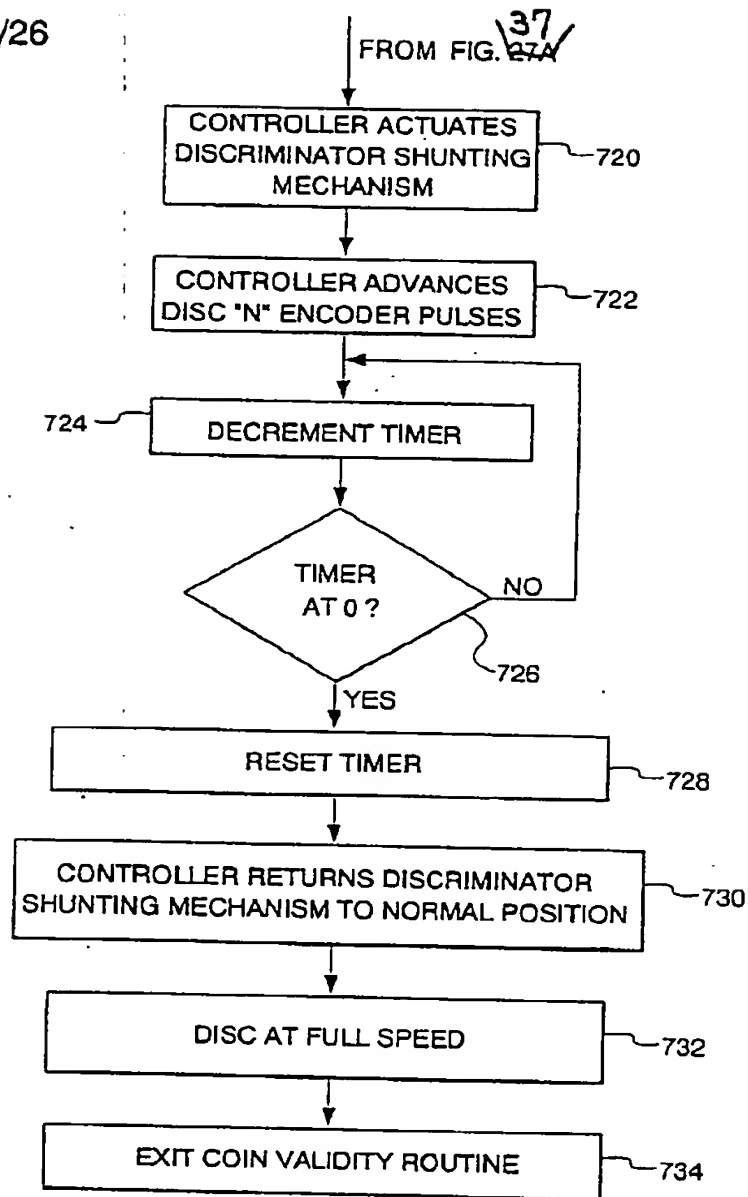 /26
37
FROM FIG. 27A
CONTROLLER ACTUATES
DISCRIMINATOR SHUNTING
MECHANISM
720
CONTROLLER ADVANCES
DISC "N" ENCODER PULSES
722
724
DECREMENT TIMER
TIMER
AT 0 ?
NO
726
YES
RESET TIMER
728
CONTROLLER RETURNS DISCRIMINATOR
SHUNTING MECHANISM TO NORMAL POSITION
730
DISC AT FULL SPEED
732
EXIT COIN VALIDITY ROUTINE
734